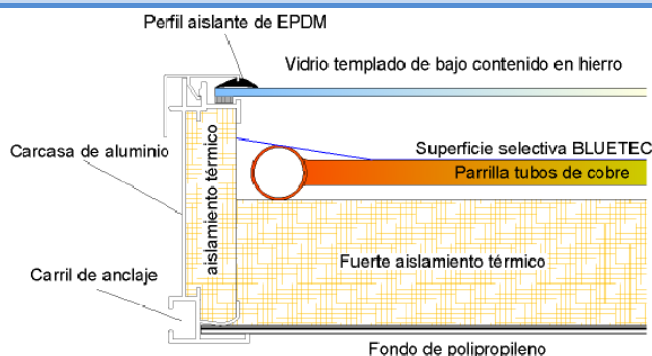 Perfil aislante de EPDM
Vidrio templado de bajo contenido en hierro
Carcasa de aluminio
aislamiento térmico
Superficie selectiva BLUETEC
Parrilla tubos de cobre
Carril de anclaje
Fuerte aislamiento térmico
Fondo de polipropileno